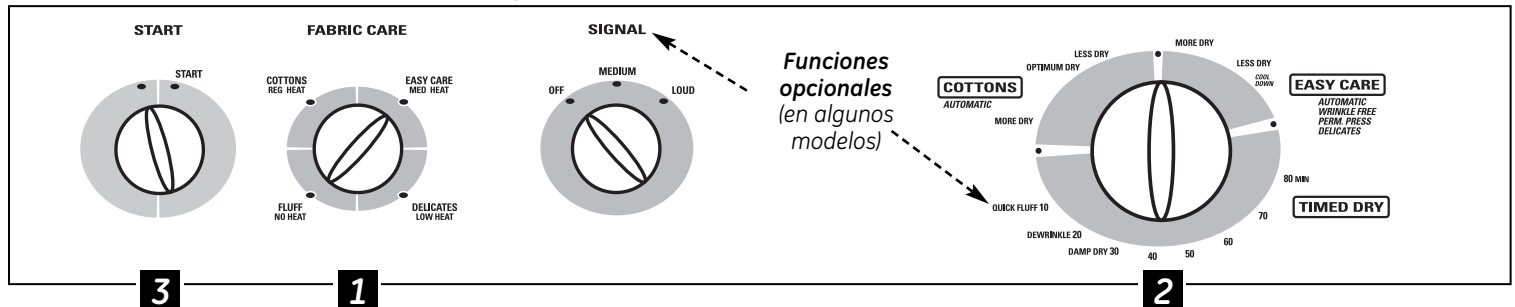 START
START
FABRIC CARE
COTTONS
REG HEAT
EASY CARE
MED HEAT
FLUFF
NO HEAT
DELICATES
LOW HEAT
SIGNAL
OFF
MEDIUM
LOUD
Funciones
opcionales
(en algunos
modelos)
COTTONS
AUTOMATIC
MORE DRY
OPTIMUM DRY
LESS DRY
MORE DRY
LESS DRY
COOL
DOWN
EASY CARE
AUTOMATIC
WRINKLE FREE
PERM. PRESS
DELICATES
80 MIN
TIMED DRY
70
60
50
40
DAMP DRY 30
DEWRINKLE 20
QUICK FLUFF 10
3
1
2